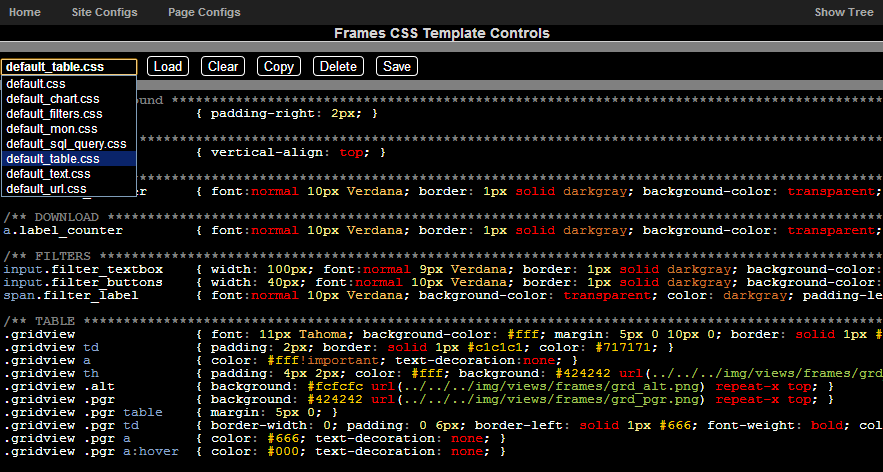 Home Site Configs Page Configs Show Tree
Frames CSS Template Controls
default_table.css Load Clear Copy Delete Save
default.css
default_chart.css
default_filters.css
default_mon.css
default_sql_query.css
default_table.css
default_text.css
default_url.css
{ padding-right: 2px; }
{ vertical-align: top; }
{ font:normal 10px Verdana; border: 1px solid darkgray; background-color: transparent;
/** DOWNLOAD ****************************************************************************************
a.label_counter { font:normal 10px Verdana; border: 1px solid darkgray; background-color: transparent;
/** FILTERS *****************************************************************************************
input.filter_textbox { width: 100px; font:normal 9px Verdana; border: 1px solid darkgray; background-color:
input.filter_buttons { width: 40px; font:normal 10px Verdana; border: 1px solid darkgray; background-color:
span.filter_label { font:normal 10px Verdana; background-color: transparent; color: darkgray; padding-le
/** TABLE *******************************************************************************************
.gridview { font: 11px Tahoma; background-color: #fff; margin: 5px 0 10px 0; border: solid 1px #
.gridview td { padding: 2px; border: solid 1px #c1c1c1; color: #717171; }
.gridview a { color: #fff!important; text-decoration:none; }
.gridview th { padding: 4px 2px; color: #fff; background: #424242 url(../../../img/views/frames/grd
.gridview .alt { background: #fcfcfc url(../../../img/views/frames/grd_alt.png) repeat-x top; }
.gridview .pgr { background: #424242 url(../../../img/views/frames/grd_pgr.png) repeat-x top; }
.gridview .pgr table { margin: 5px 0; }
.gridview .pgr td { border-width: 0; padding: 0 6px; border-left: solid 1px #666; font-weight: bold; col
.gridview .pgr a { color: #666; text-decoration: none; }
.gridview .pgr a:hover { color: #000; text-decoration: none; }